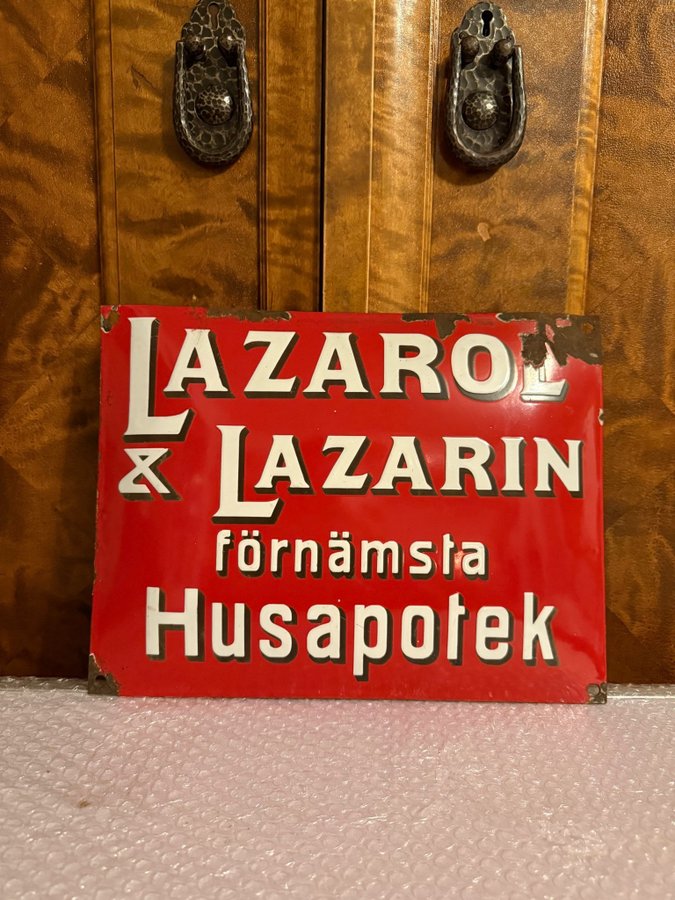 LAZAROL
& LAZARIN
förnämsta
Husapotek